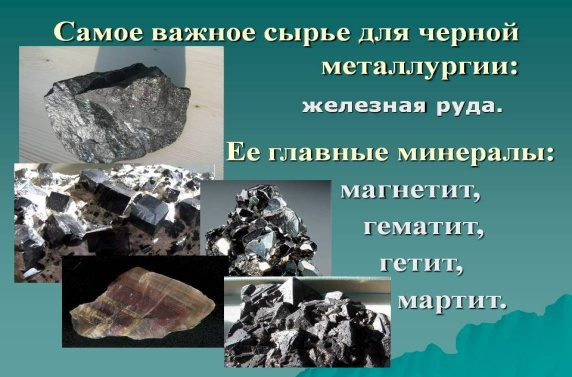 Самое важное сырье для черной
металлургии:
железная руда.
Ее главные минералы:
магнетит,
гематит,
гетит,
мартит.